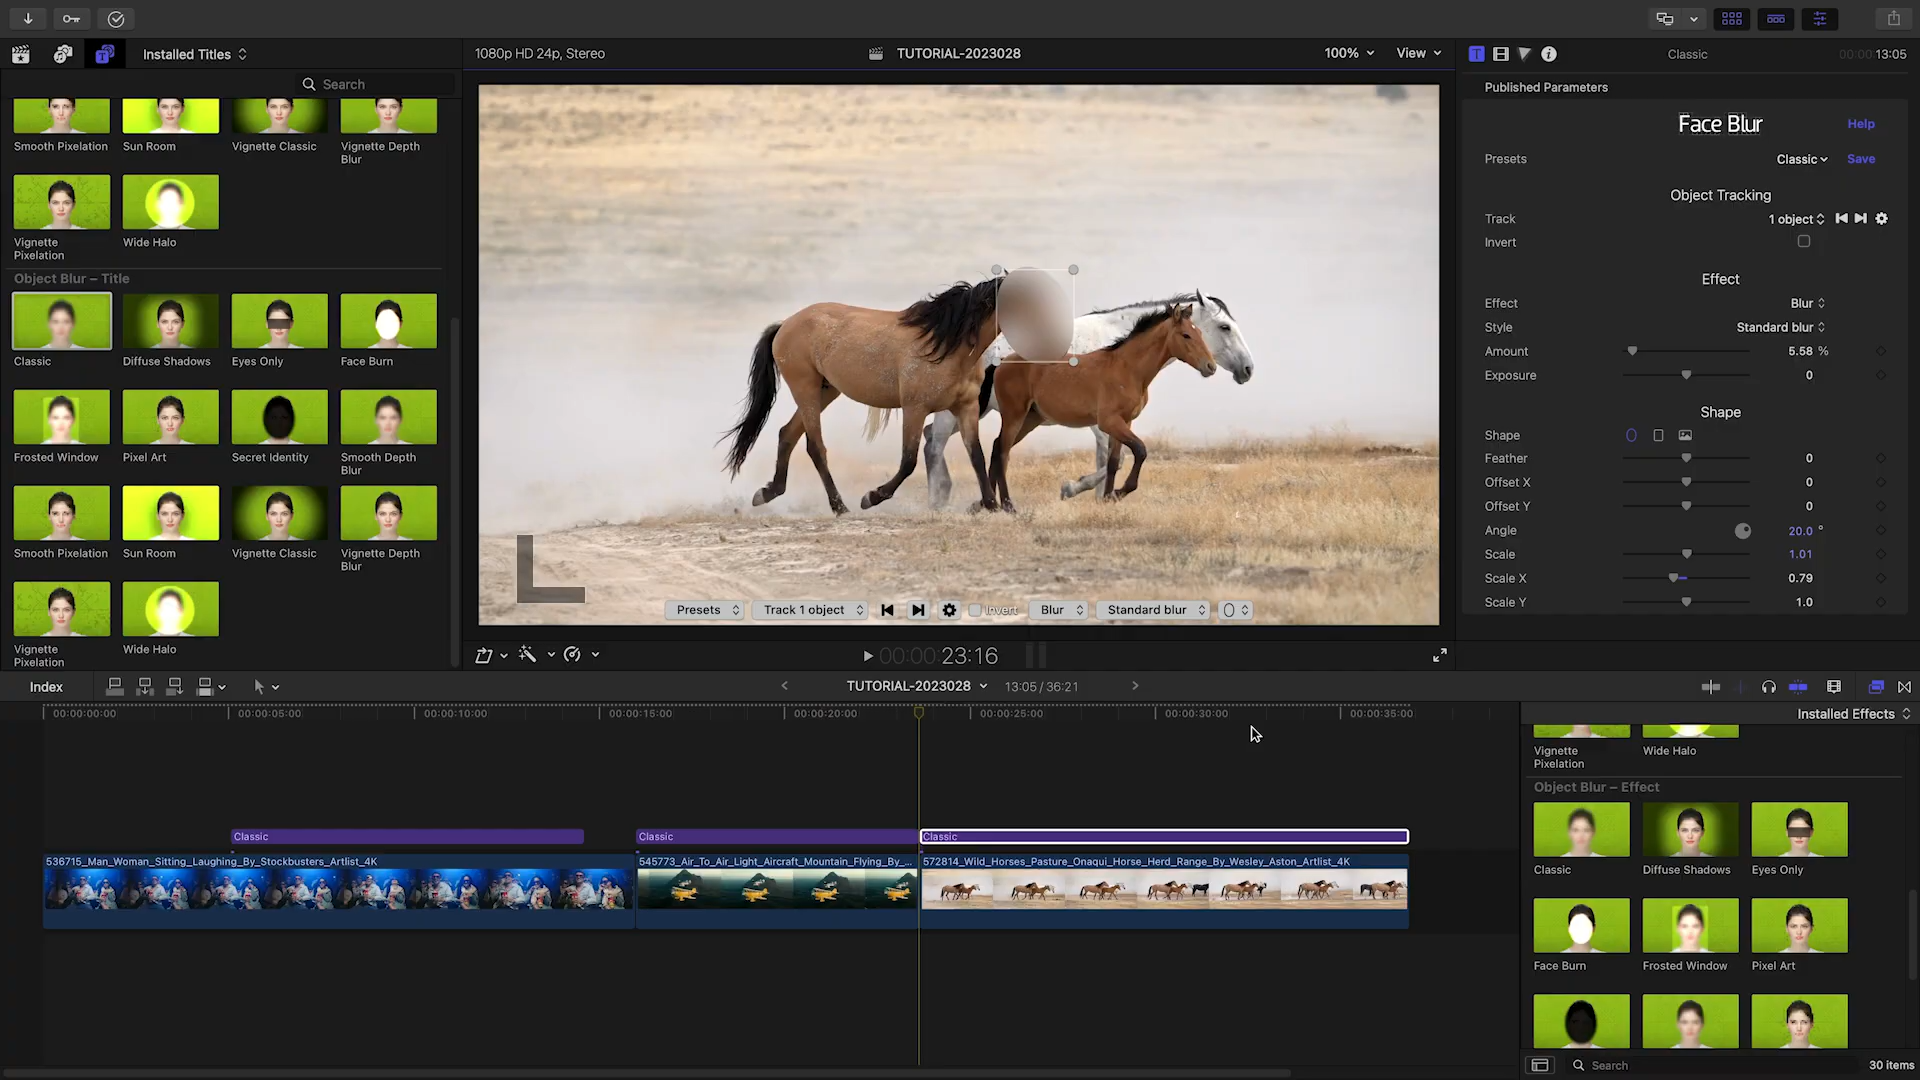 Installed Titles
1080p HD 24p, Stereo
TUTORIAL-2023028
100%
View
Classic
00:00:13:05
Search
Published Parameters
Face Blur
Help
Presets
Classic
Save
Object Tracking
Track
1 object
Invert
Effect
Effect
Blur
Style
Standard blur
Amount
5.58 %
Exposure
0
Shape
Shape
Feather
0
Offset X
0
Offset Y
0
Angle
20.0 °
Scale
1.01
Scale X
0.79
Scale Y
1.0
Smooth Pixelation
Sun Room
Vignette Classic
Vignette Depth
Blur
Vignette
Pixelation
Wide Halo
Object Blur – Title
Classic
Diffuse Shadows
Eyes Only
Face Burn
Frosted Window
Pixel Art
Secret Identity
Smooth Depth
Blur
Smooth Pixelation
Sun Room
Vignette Classic
Vignette Depth
Blur
Vignette
Pixelation
Wide Halo
Presets
Track 1 object
Invert
Blur
Standard blur
00:00:23:16
Index
TUTORIAL-2023028
13:05 / 36:21
00:00:00:00
00:00:05:00
00:00:10:00
00:00:15:00
00:00:20:00
00:00:25:00
00:00:30:00
00:00:35:00
Classic
Classic
Classic
536715_Man_Woman_Sitting_Laughing_By_Stockbusters_Artlist_4K
545773_Air_To_Air_Light_Aircraft_Mountain_Flying_By_...
572814_Wild_Horses_Pasture_Onaqui_Horse_Herd_Range_By_Wesley_Aston_Artlist_4K
Installed Effects
Vignette
Pixelation
Wide Halo
Object Blur – Effect
Classic
Diffuse Shadows
Eyes Only
Face Burn
Frosted Window
Pixel Art
Search
30 items